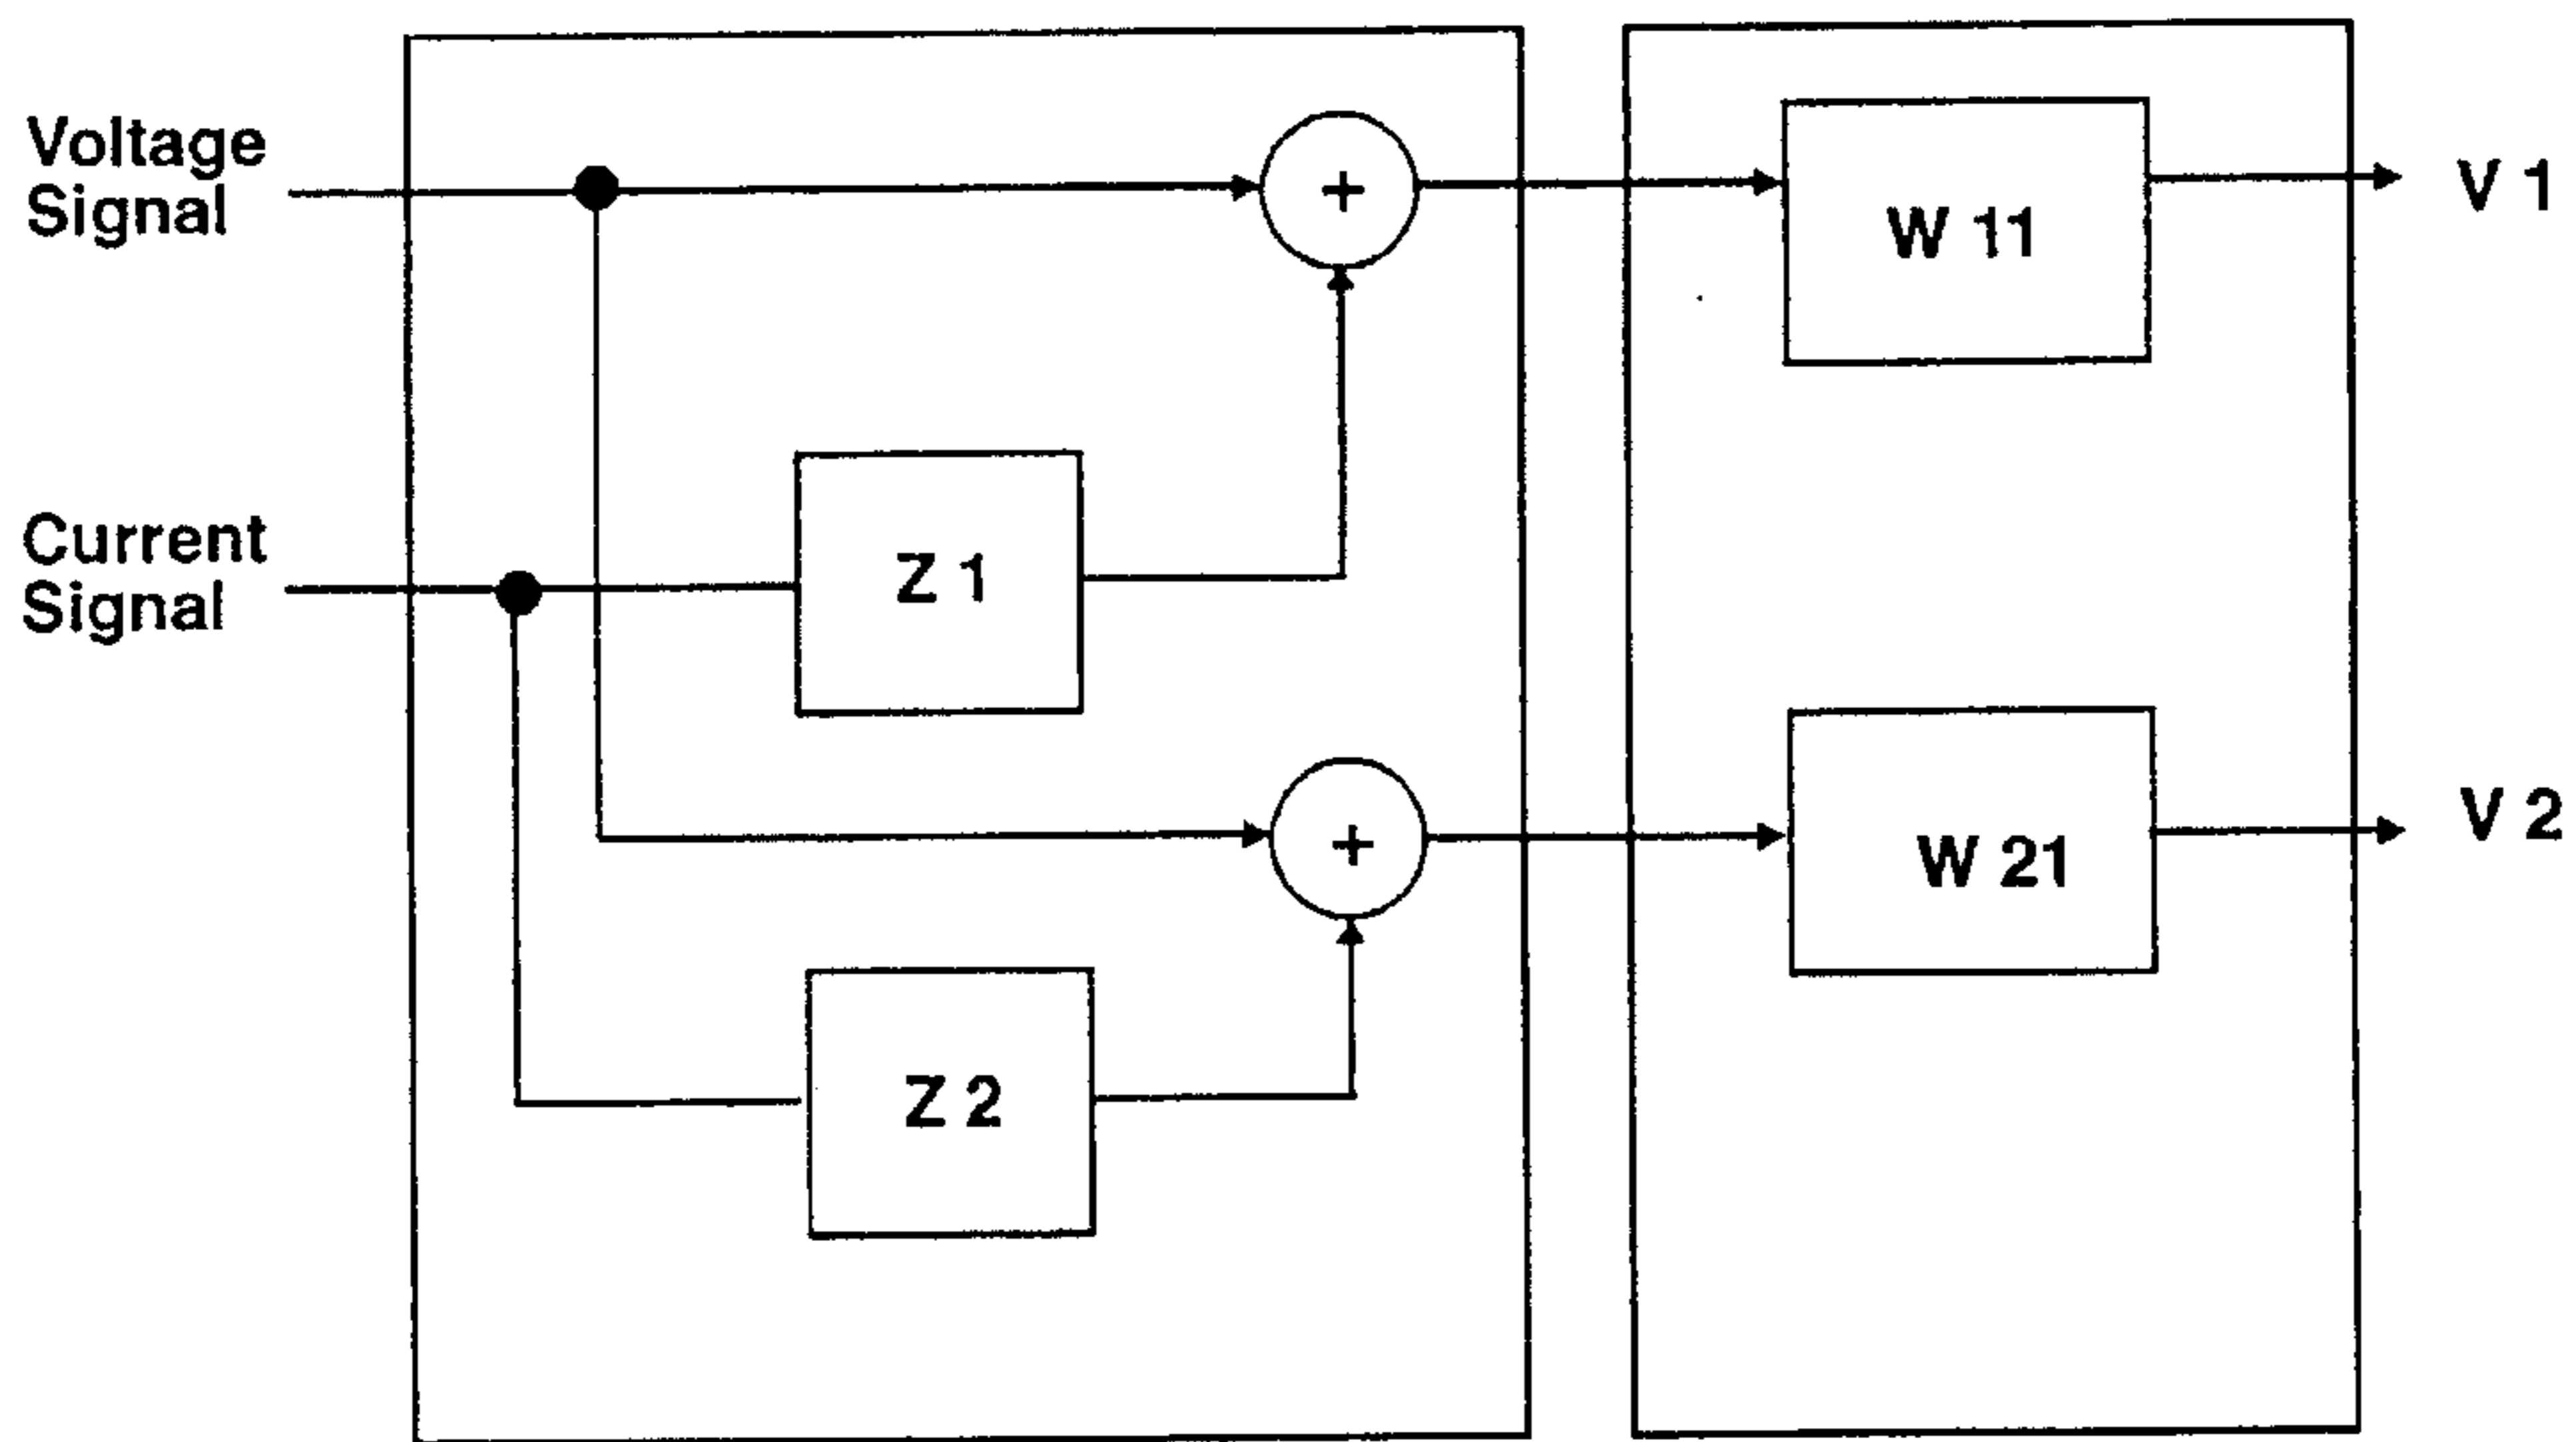 Voltage
Signal
+
W 11
V 1
Current
Signal
Z 1
+
W 21
V 2
Z 2